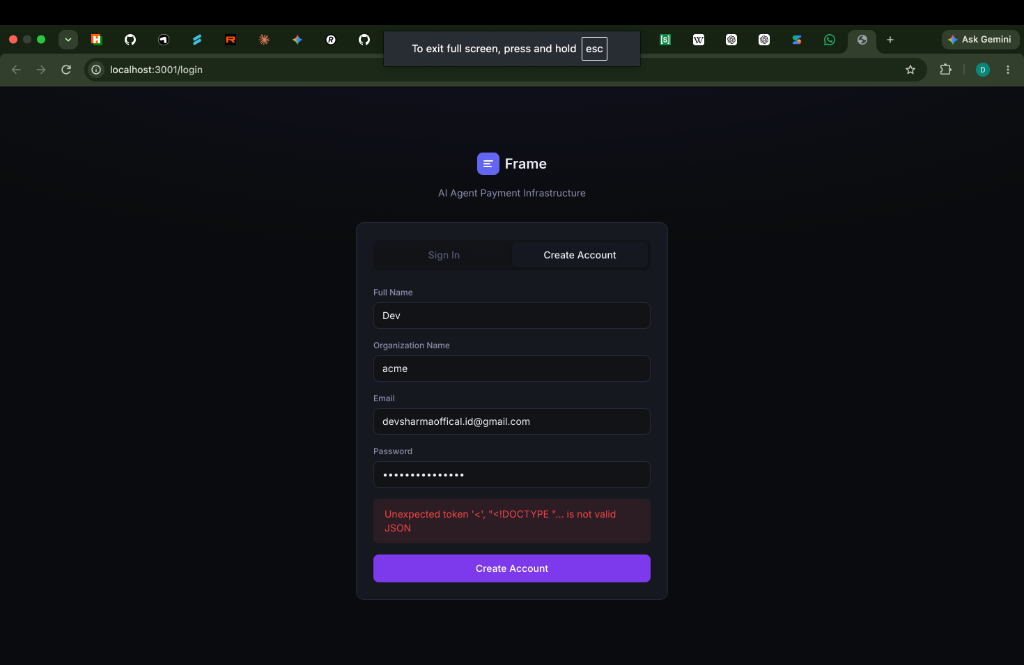 To exit full screen, press and hold esc
Ask Gemini
localhost:3001/login
D
Frame
AI Agent Payment Infrastructure
Sign In
Create Account
Full Name
Dev
Organization Name
acme
Email
devsharmaoffical.id@gmail.com
Password
•••••••••••••••
Unexpected token '<', "<!DOCTYPE "... is not valid
JSON
Create Account